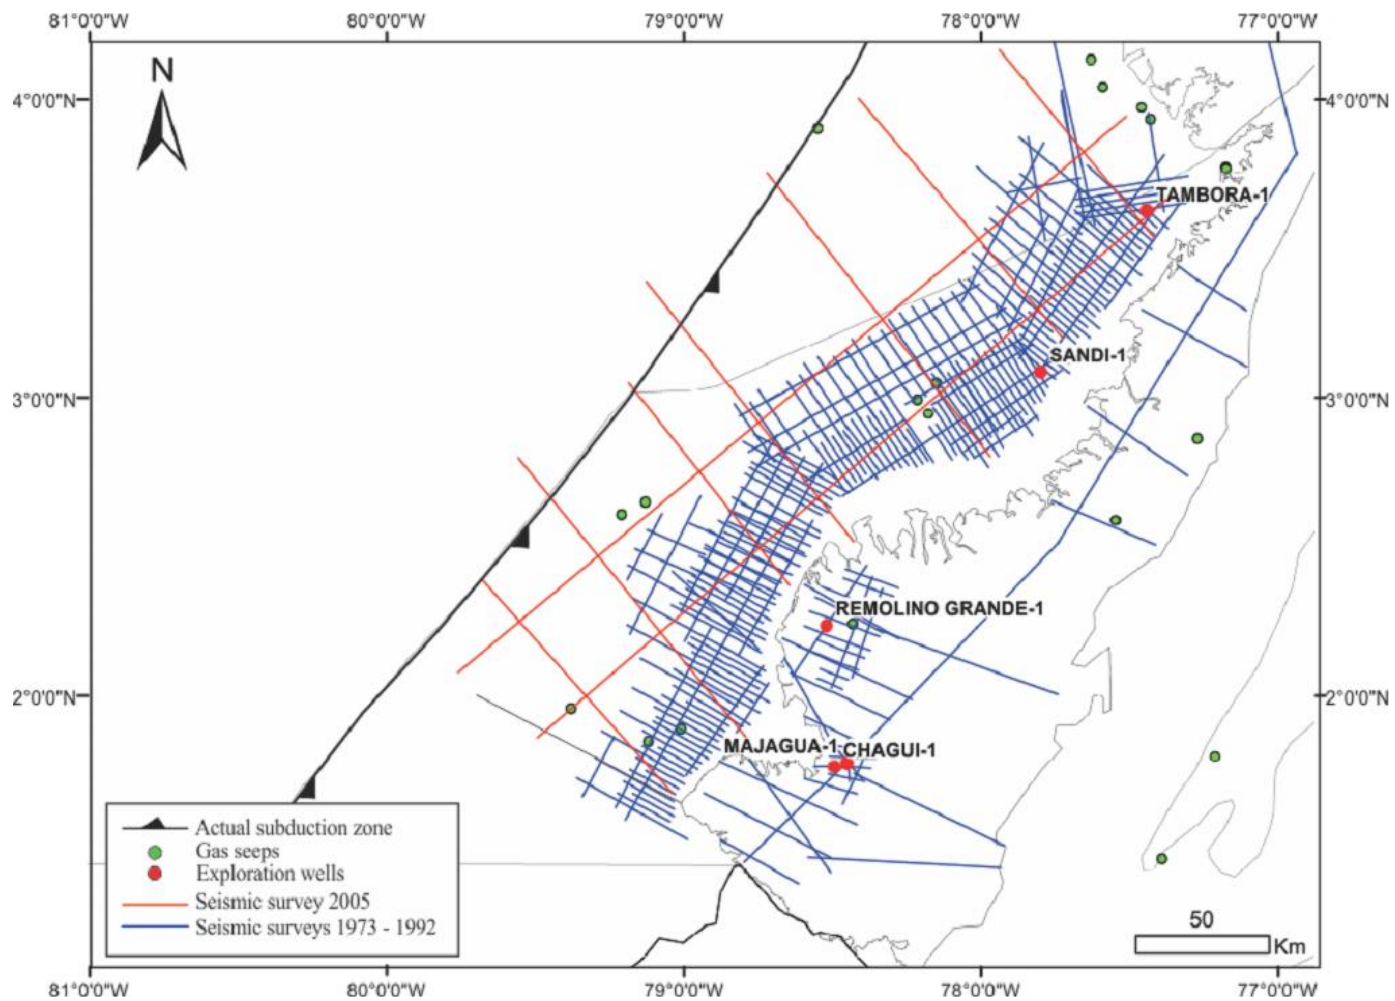 81°0'0"W 80°0'0"W 79°0'0"W 78°0'0"W 77°0'0"W
N
4°0'0"N 4°0'0"N
TAMBORA-1
SANDI-1
3°0'0"N 3°0'0"N
REMOLINO GRANDE-1
2°0'0"N 2°0'0"N
MAJAGUA-1 CHAGUI-1
Actual subduction zone
Gas seeps
Exploration wells
Seismic survey 2005
Seismic surveys 1973 - 1992
50
Km
81°0'0"W 80°0'0"W 79°0'0"W 78°0'0"W 77°0'0"W